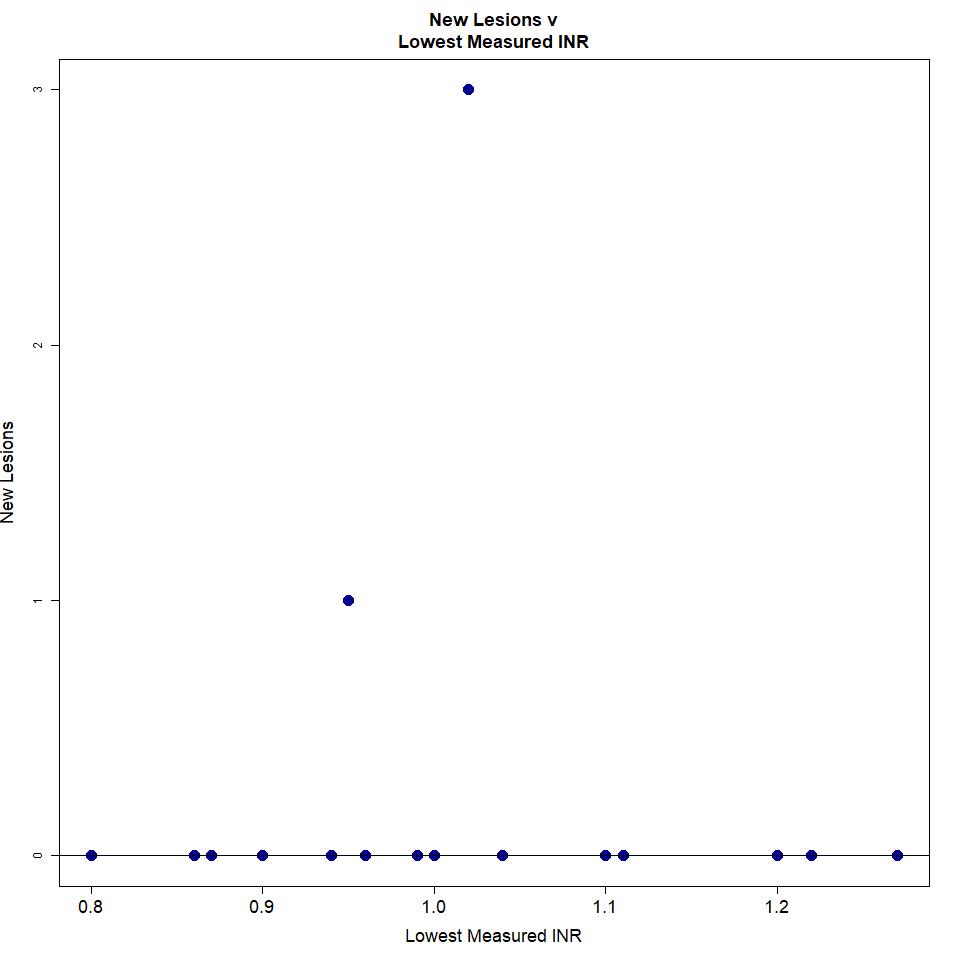 New Lesions v
Lowest Measured INR
3
2
1
0
New Lesions
0.8 0.9 1.0 1.1 1.2
Lowest Measured INR